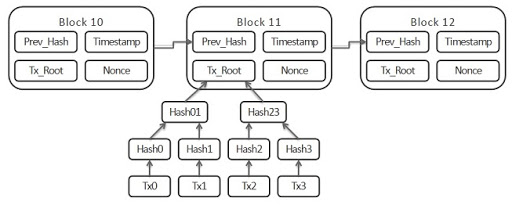 Block 10 Block 11 Block 12
Prev_Hash Timestamp Prev_Hash Timestamp Prev_Hash Timestamp
Tx_Root Nonce Tx_Root Nonce Tx_Root Nonce
Hash01 Hash23
Hash0 Hash1 Hash2 Hash3
Tx0 Tx1 Tx2 Tx3